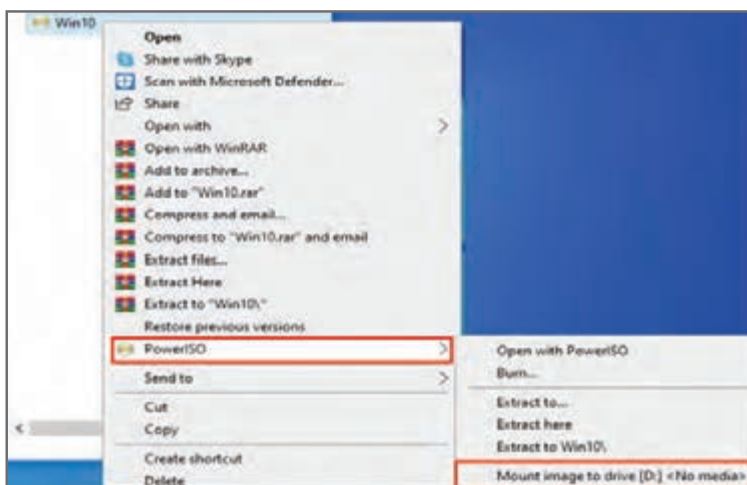 Win10
Open
Share with Skype
Scan with Microsoft Defender...
Share
Open with
Open with WinRAR
Add to archive...
Add to "Win10.rar"
Compress and email...
Compress to "Win10.rar" and email
Extract files...
Extract Here
Extract to "Win10\"
Restore previous versions
PowerISO
Send to
Cut
Copy
Create shortcut
Delete
Open with PowerISO
Burn...
Extract to...
Extract here
Extract to Win10\
Mount image to drive [D:] <No media>